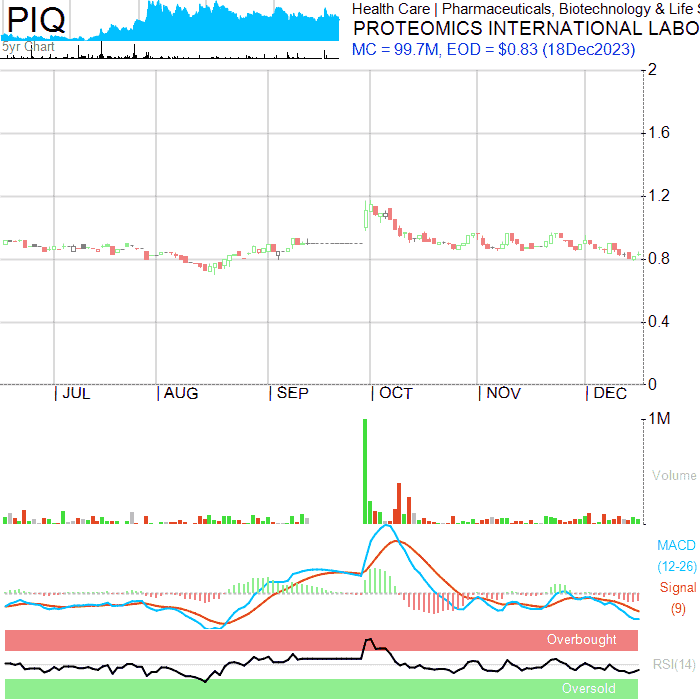 PIQ
5yr Chart
Health Care | Pharmaceuticals, Biotechnology & Life S
PROTEOMICS INTERNATIONAL LABO
MC = 99.7M, EOD = $0.83 (18Dec2023)
2
1.6
1.2
0.8
0.4
0
| JUL | AUG | SEP | OCT | NOV | DEC
1M
Volume
MACD
(12-26)
Signal
(9)
Overbought
RSI(14)
Oversold